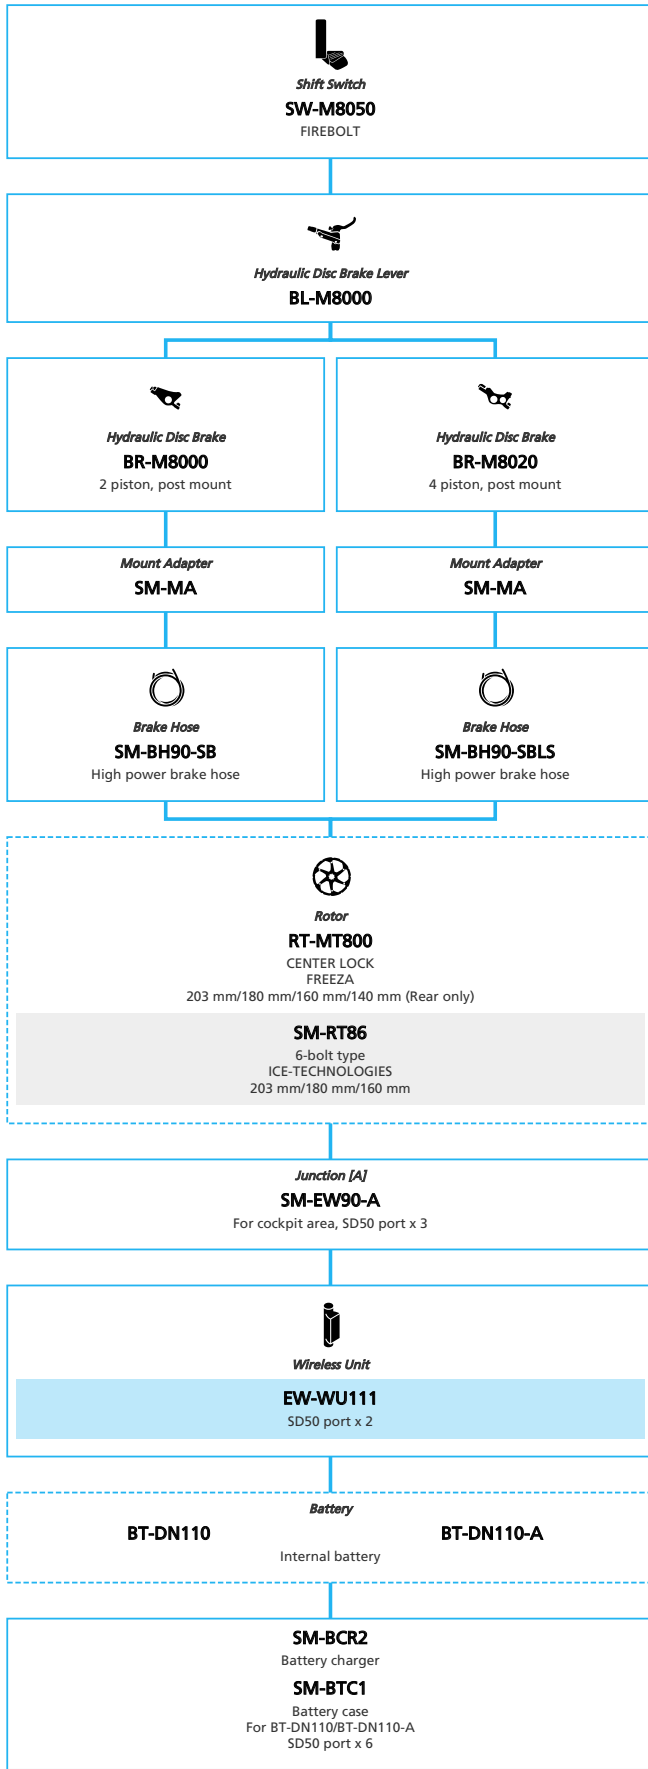 Shift Switch
SW-M8050
FIREBOLT
Hydraulic Disc Brake Lever
BL-M8000
Hydraulic Disc Brake
BR-M8000
2 piston, post mount
Hydraulic Disc Brake
BR-M8020
4 piston, post mount
Mount Adapter
SM-MA
Mount Adapter
SM-MA
Brake Hose
SM-BH90-SB
High power brake hose
Brake Hose
SM-BH90-SBLS
High power brake hose
Rotor
RT-MT800
CENTER LOCK
FREEZA
203 mm/180 mm/160 mm/140 mm (Rear only)
SM-RT86
6-bolt type
ICE-TECHNOLOGIES
203 mm/180 mm/160 mm
Junction [A]
SM-EW90-A
For cockpit area, SD50 port x 3
Wireless Unit
EW-WU111
SD50 port x 2
Battery
BT-DN110 BT-DN110-A
Internal battery
SM-BCR2
Battery charger
SM-BTC1
Battery case
For BT-DN110/BT-DN110-A
SD50 port x 6